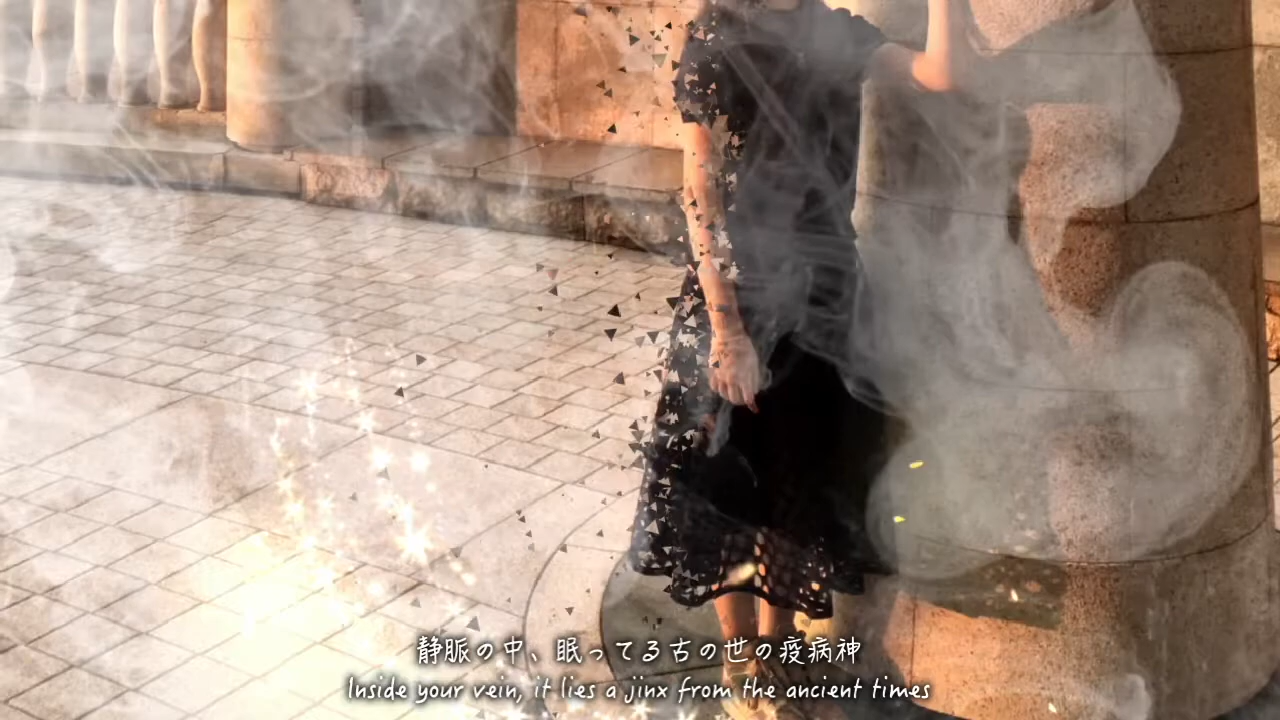 静脈の中、眠ってる古の世の疫病神
Inside your vein, it lies a jinx from the ancient times